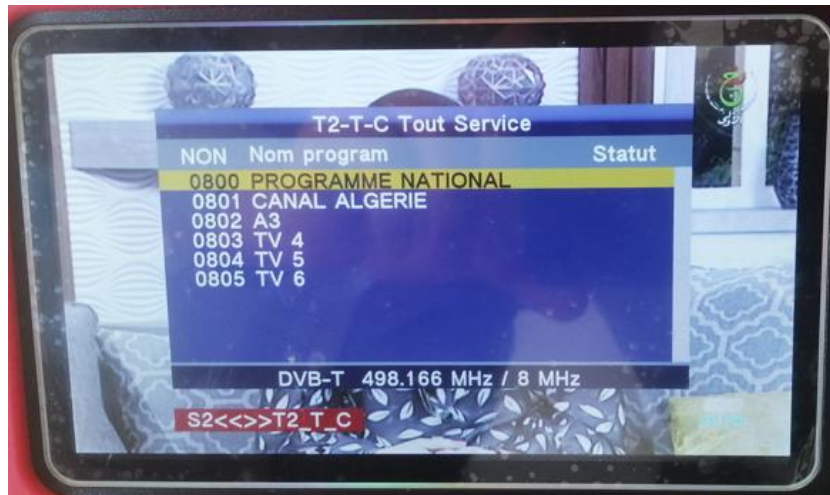 T2-T-C Tout Service
NON Nom program Statut
0800 PROGRAMME NATIONAL
0801 CANAL ALGERIE
0802 A3
0803 TV 4
0804 TV 5
0805 TV 6
DVB-T 498.166 MHz / 8 MHz
S2<<>>T2_T_C